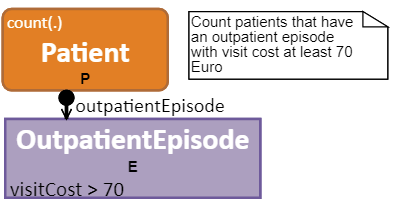 count(.)
Patient
P
Count patients that have
an outpatient episode
with visit cost at least 70
Euro
outpatientEpisode
OutpatientEpisode
E
visitCost > 70